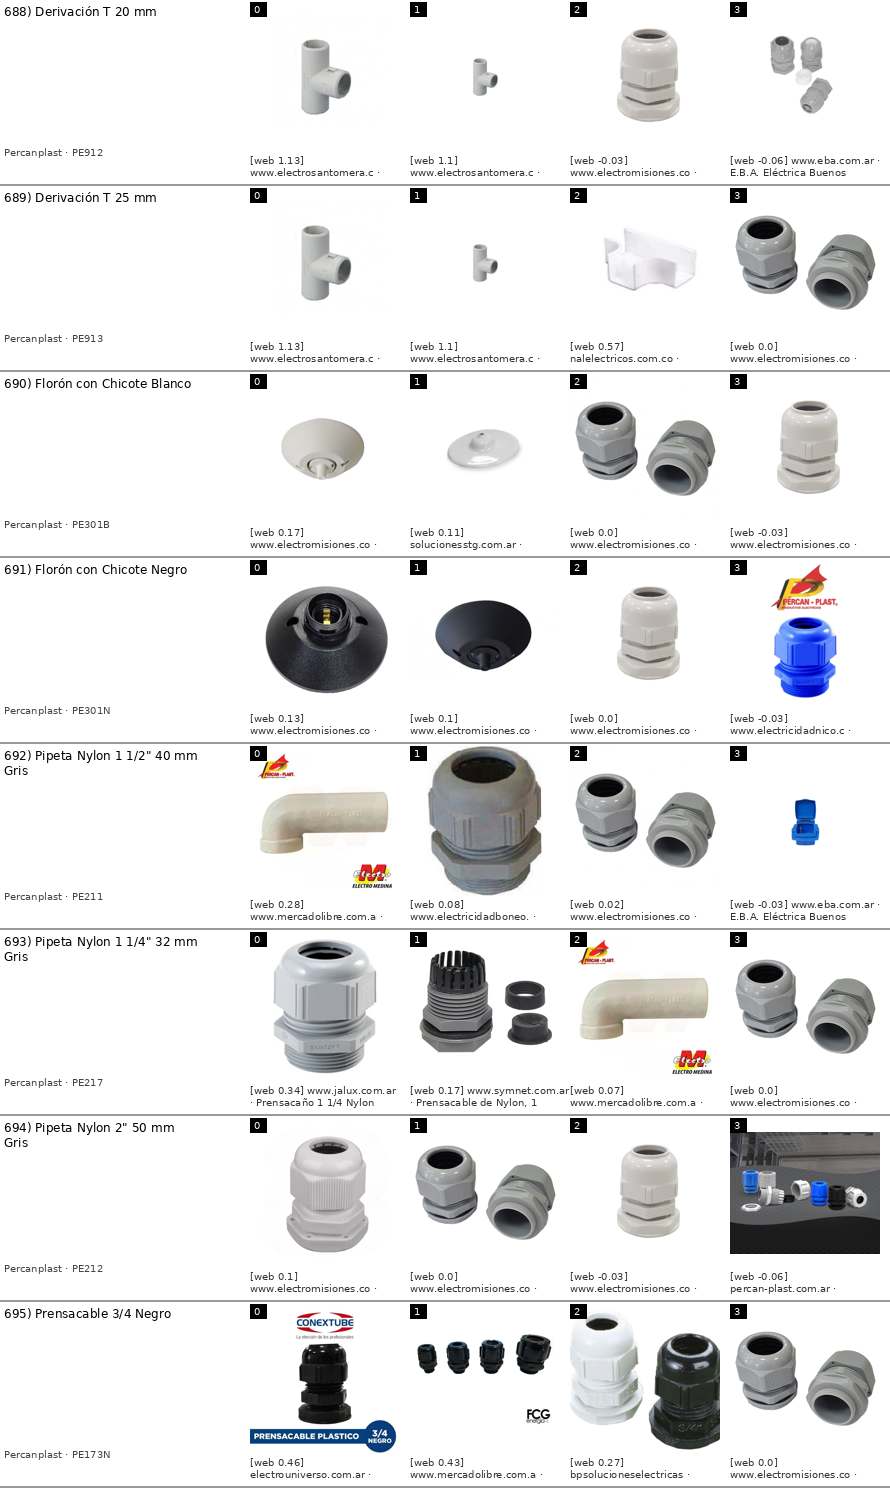 688) Derivación T 20 mm
0
1
2
3
Percanplast · PE912
[web 1.13]
www.electrosantomera.c ·
[web 1.1]
www.electrosantomera.c ·
[web -0.03]
www.electromisiones.co ·
[web -0.06] www.eba.com.ar ·
E.B.A. Eléctrica Buenos
689) Derivación T 25 mm
0
1
2
3
Percanplast · PE913
[web 1.13]
www.electrosantomera.c ·
[web 1.1]
www.electrosantomera.c ·
[web 0.57]
nalelectricos.com.co ·
[web 0.0]
www.electromisiones.co ·
690) Florón con Chicote Blanco
0
1
2
3
Percanplast · PE301B
[web 0.17]
www.electromisiones.co ·
[web 0.11]
solucionesstg.com.ar ·
[web 0.0]
www.electromisiones.co ·
[web -0.03]
www.electromisiones.co ·
691) Florón con Chicote Negro
0
1
2
3
PERCAN - PLAST.
Percanplast · PE301N
[web 0.13]
www.electromisiones.co ·
[web 0.1]
www.electromisiones.co ·
[web 0.0]
www.electromisiones.co ·
[web -0.03]
www.electricidadnico.c ·
692) Pipeta Nylon 1 1/2" 40 mm
Gris
0
1
2
3
PERCAN - PLAST.
Electro
M
ELECTRO MEDINA
Percanplast · PE211
[web 0.28]
www.mercadolibre.com.a ·
[web 0.08]
www.electricidadboneo. ·
[web 0.02]
www.electromisiones.co ·
[web -0.03] www.eba.com.ar ·
E.B.A. Eléctrica Buenos
693) Pipeta Nylon 1 1/4" 32 mm
Gris
0
1
2
3
PERCAN - PLAST.
Electro
M
ELECTRO MEDINA
Percanplast · PE217
[web 0.34] www.jalux.com.ar
· Prensacaño 1 1/4 Nylon
[web 0.17] www.symnet.com.ar
· Prensacable de Nylon, 1
[web 0.07]
www.mercadolibre.com.a ·
[web 0.0]
www.electromisiones.co ·
694) Pipeta Nylon 2" 50 mm
Gris
0
1
2
3
Percanplast · PE212
[web 0.1]
www.electromisiones.co ·
[web 0.0]
www.electromisiones.co ·
[web -0.03]
www.electromisiones.co ·
[web -0.06]
percan-plast.com.ar ·
695) Prensacable 3/4 Negro
0
1
2
3
CONEXTUBE
La elección de los profesionales
PRENSACABLE PLASTICO
3/4
NEGRO
FCG
energía
Percanplast · PE173N
[web 0.46]
electrouniverso.com.ar ·
[web 0.43]
www.mercadolibre.com.a ·
[web 0.27]
bpsolucioneselectricas ·
[web 0.0]
www.electromisiones.co ·